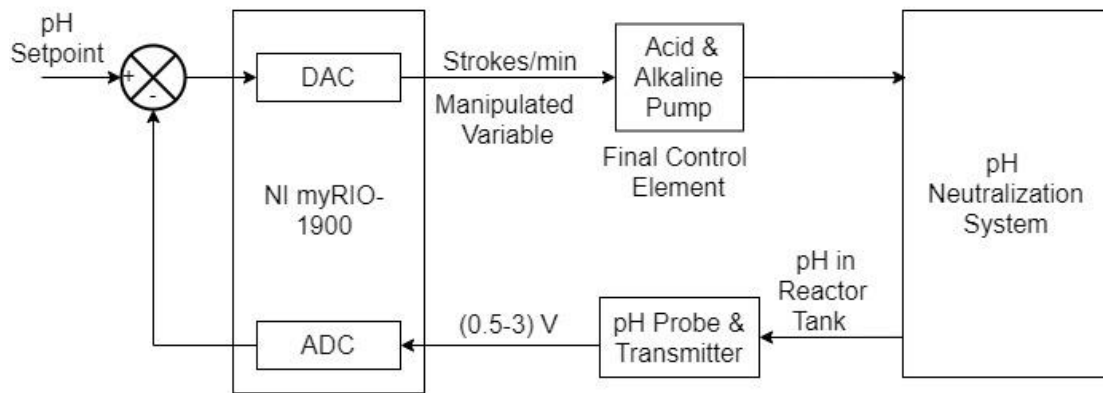 pH
Setpoint
+
-
DAC
NI myRIO-
1900
ADC
Strokes/min
Manipulated
Variable
Acid &
Alkaline
Pump
Final Control
Element
pH
Neutralization
System
pH in
Reactor
Tank
pH Probe &
Transmitter
(0.5-3) V